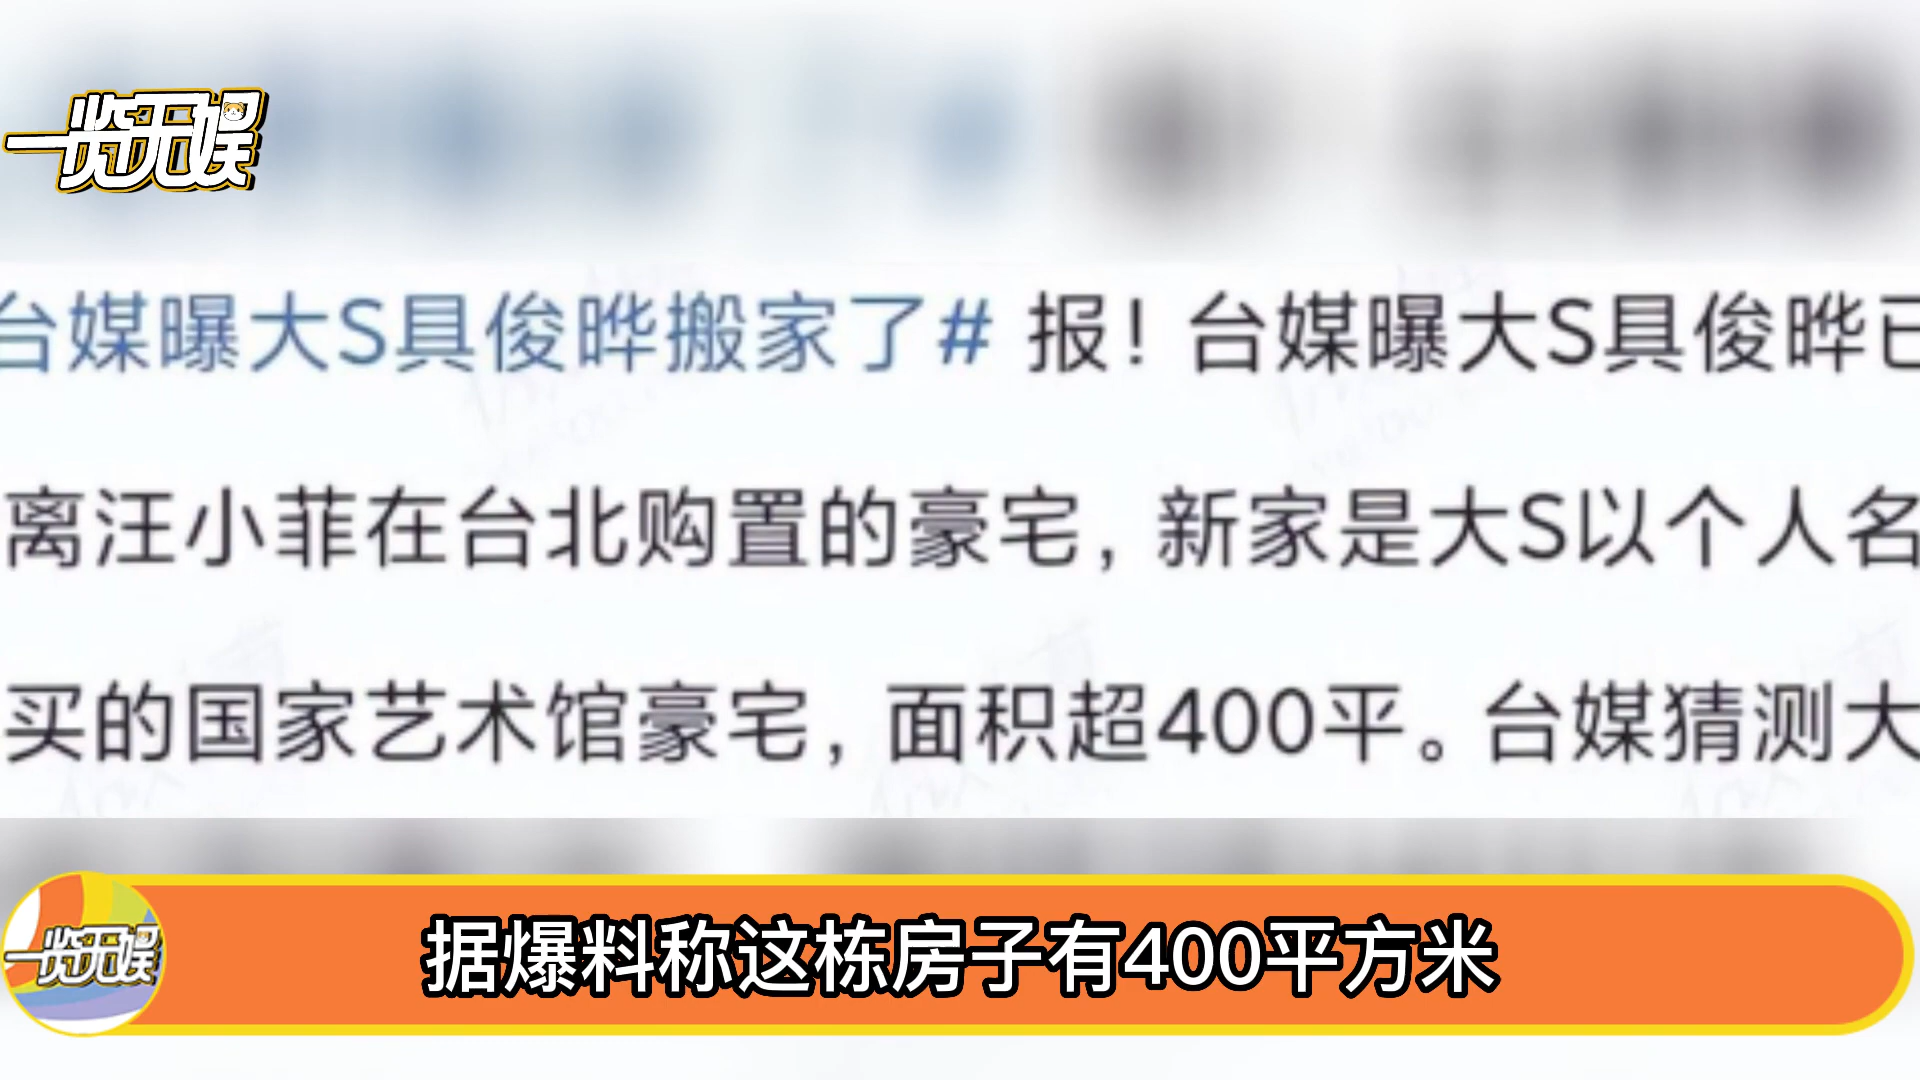 一览无娱
台媒曝大S具俊晔搬家了# 报！台媒曝大S具俊晔已
离汪小菲在台北购置的豪宅，新家是大S以个人名
买的国家艺术馆豪宅，面积超400平。台媒猜测大
一览无娱
据爆料称这栋房子有400平方米